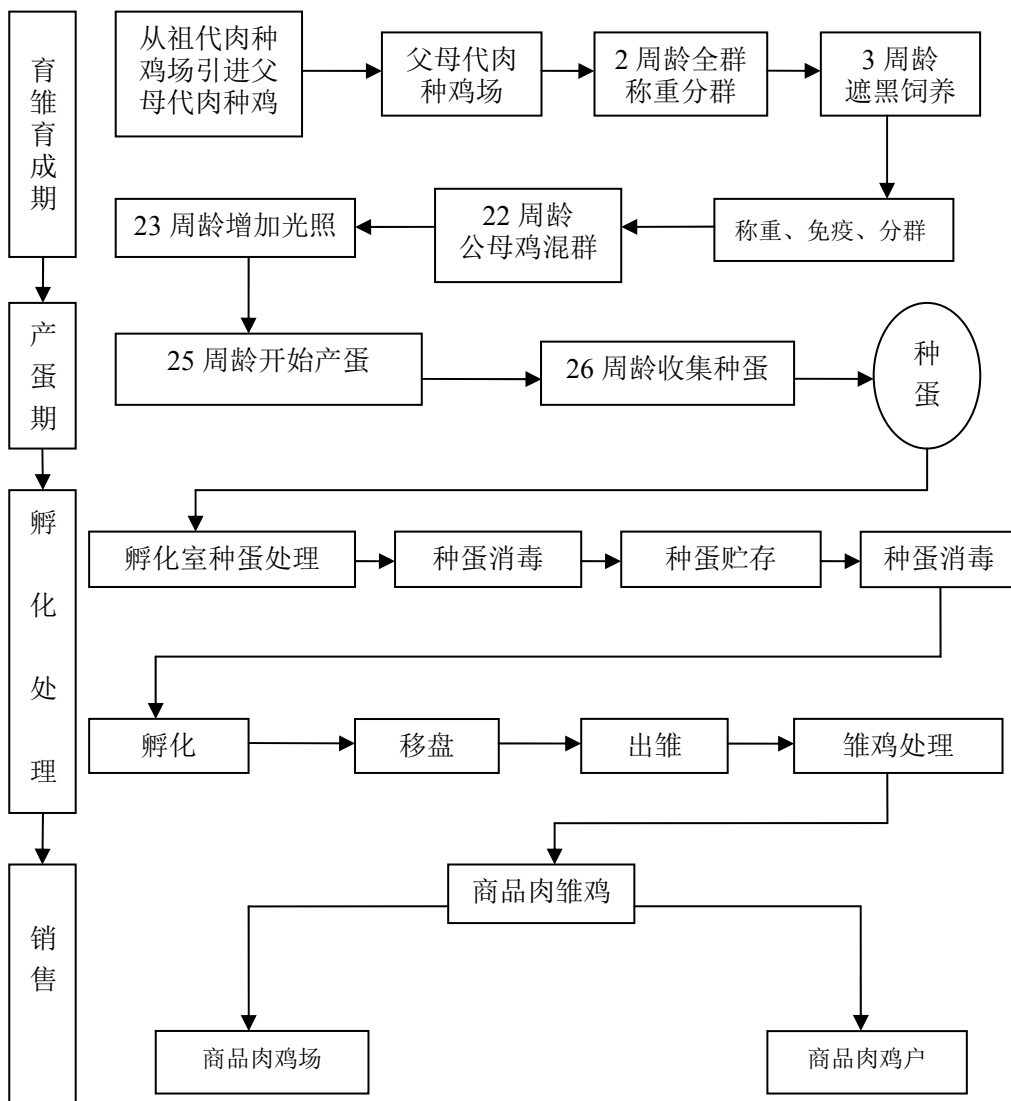 育雏育成期
从祖代肉种
鸡场引进父
母代肉种鸡
父母代肉
种鸡场
2 周龄全群
称重分群
3 周龄
遮黑饲养
23 周龄增加光照
22 周龄
公母鸡混群
称重、免疫、分群
产蛋期
25 周龄开始产蛋
26 周龄收集种蛋
种
蛋
孵化处理
孵化室种蛋处理
种蛋消毒
种蛋贮存
种蛋消毒
孵化
移盘
出雏
雏鸡处理
销售
商品肉雏鸡
商品肉鸡场
商品肉鸡户